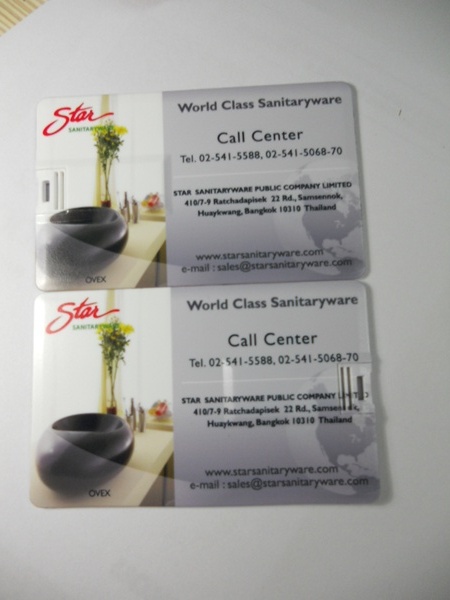 Star
SANITARYWARE
World Class Sanitaryware
Call Center
Tel. 02-541-5588, 02-541-5068-70
STAR SANITARYWARE PUBLIC COMPANY LIMITED
410/7-9 Ratchadapisek 22 Rd., Samsennok,
Huaykwang, Bangkok 10310 Thailand
www.starsanitaryware.com
e-mail : sales@starsanitaryware.com
OVEX
Star
SANITARYWARE
World Class Sanitaryware
Call Center
Tel. 02-541-5588, 02-541-5068-70
STAR SANITARYWARE PUBLIC COMPANY LIMITED
410/7-9 Ratchadapisek 22 Rd., Samsennok,
Huaykwang, Bangkok 10310 Thailand
www.starsanitaryware.com
e-mail : sales@starsanitaryware.com
OVEX